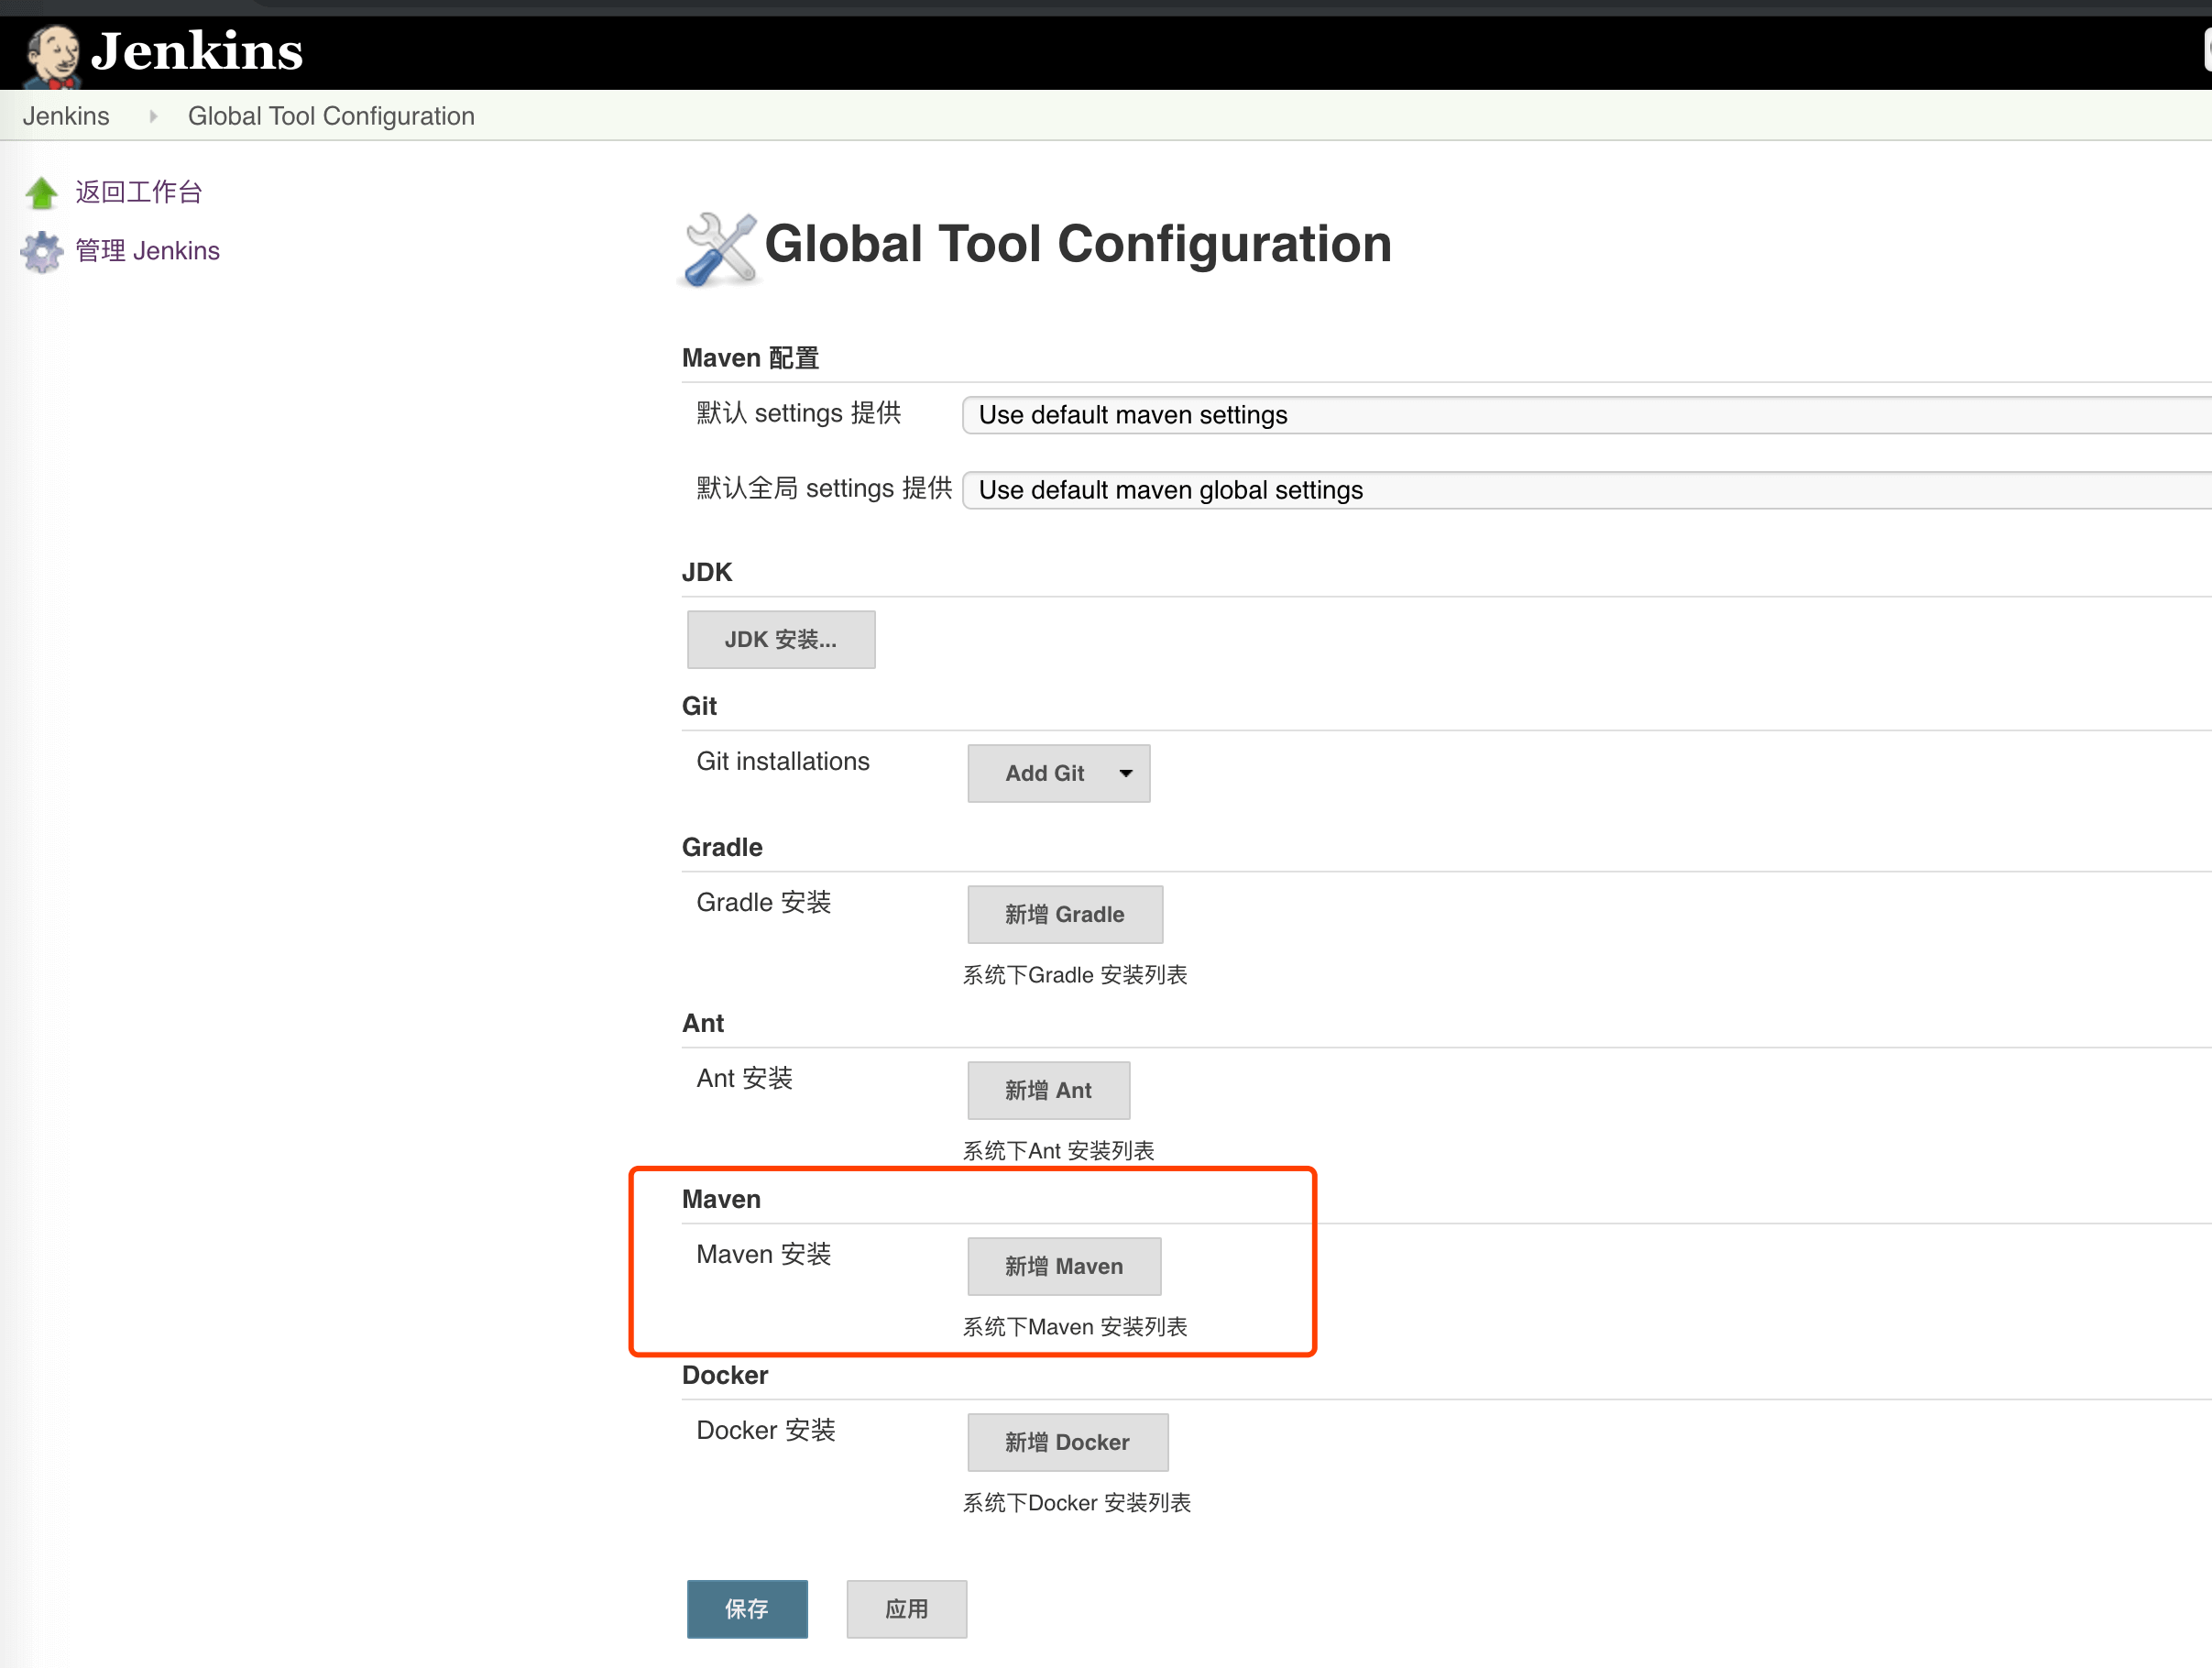 Jenkins
Jenkins
Global Tool Configuration
返回工作台
管理 Jenkins
Global Tool Configuration
Maven 配置
默认 settings 提供
Use default maven settings
默认全局 settings 提供
Use default maven global settings
JDK
JDK 安装...
Git
Git installations
Add Git
Gradle
Gradle 安装
新增 Gradle
系统下Gradle 安装列表
Ant
Ant 安装
新增 Ant
系统下Ant 安装列表
Maven
Maven 安装
新增 Maven
系统下Maven 安装列表
Docker
Docker 安装
新增 Docker
系统下Docker 安装列表
保存
应用